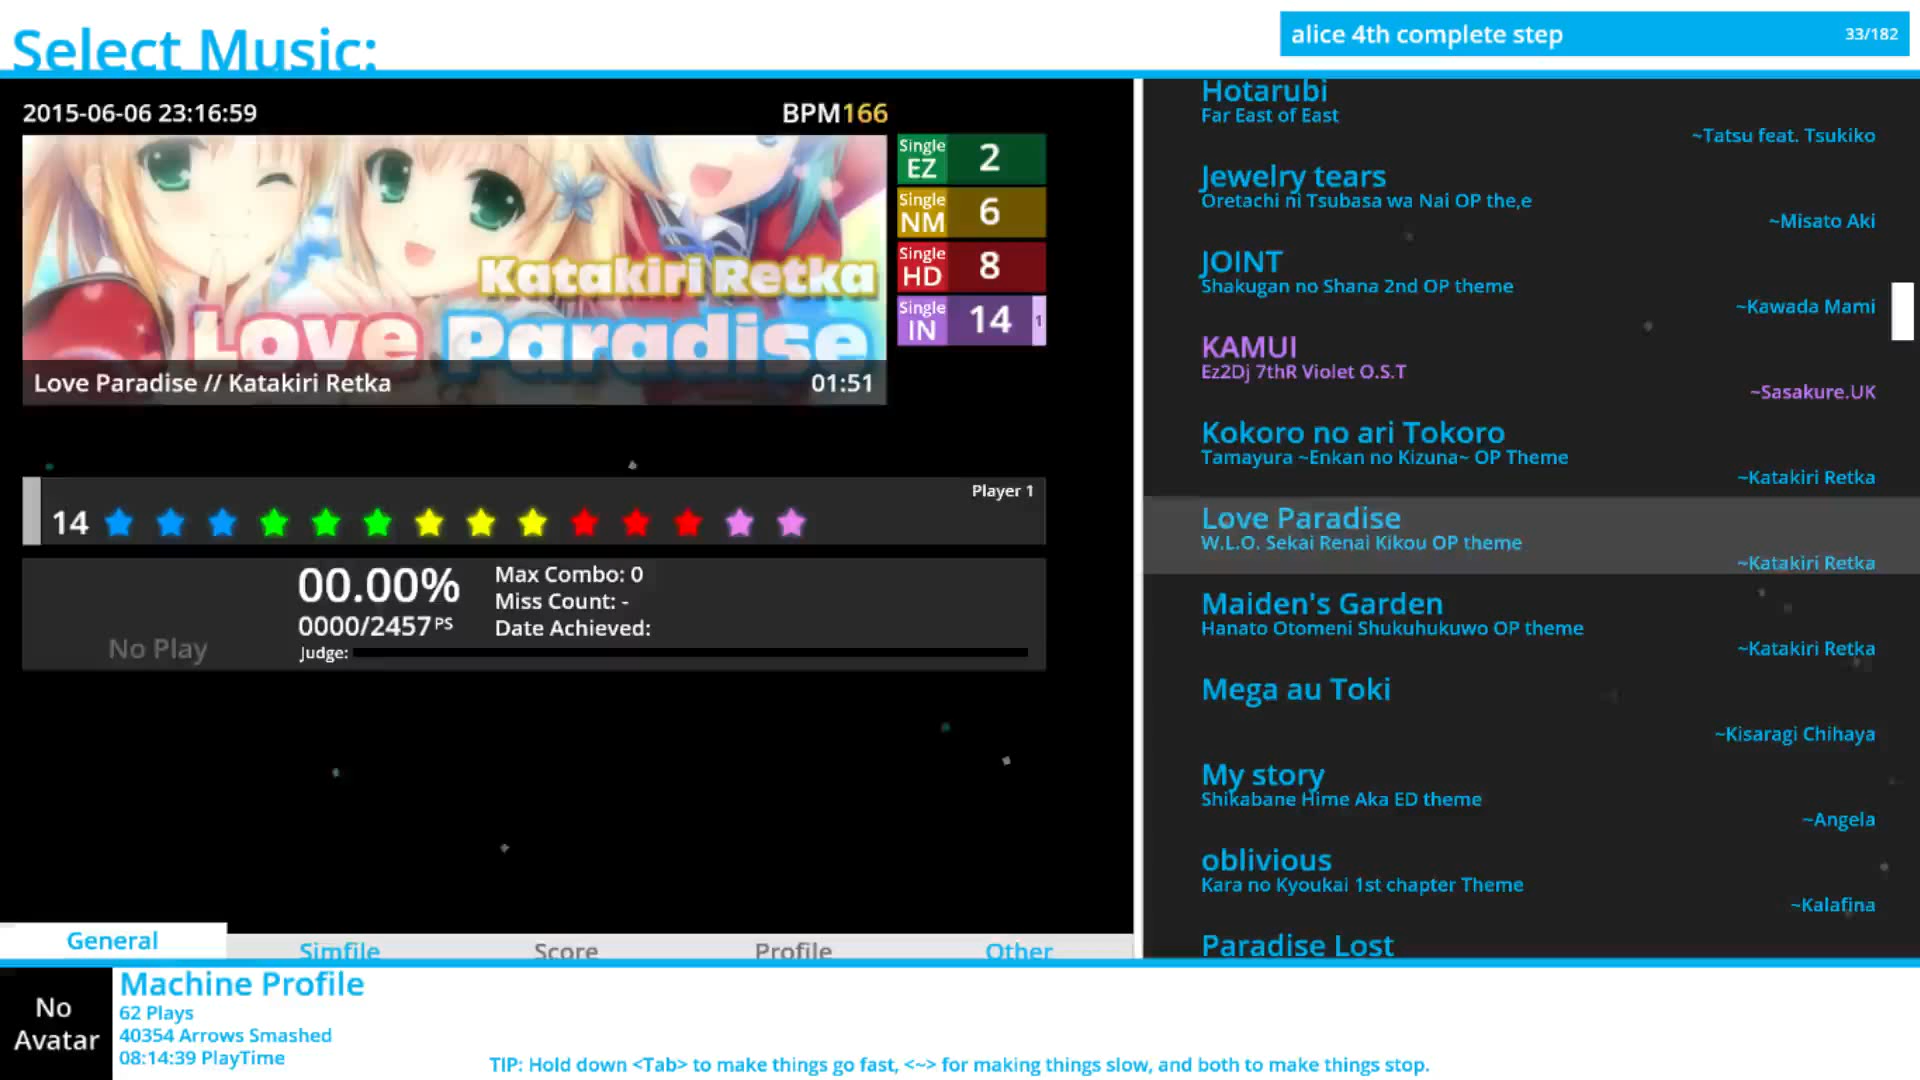 Select Music:
alice 4th complete step
33/182
2015-06-06 23:16:59
BPM166
Katakiri Retka
Love Paradise
Love Paradise // Katakiri Retka
01:51
Single
EZ
2
Single
NM
6
Single
HD
8
Single
IN
14
1
Player 1
14
00.00%
0000/2457PS
No Play
Max Combo: 0
Miss Count: -
Date Achieved:
Judge:
Hotarubi
Far East of East
~Tatsu feat. Tsukiko
Jewelry tears
Oretachi ni Tsubasa wa Nai OP the,e
~Misato Aki
JOINT
Shakugan no Shana 2nd OP theme
~Kawada Mami
KAMUI
Ez2Dj 7thR Violet O.S.T
~Sasakure.UK
Kokoro no ari Tokoro
Tamayura ~Enkan no Kizuna~ OP Theme
~Katakiri Retka
Love Paradise
W.L.O. Sekai Renai Kikou OP theme
~Katakiri Retka
Maiden's Garden
Hanato Otomeni Shukuhukuwo OP theme
~Katakiri Retka
Mega au Toki
~Kisaragi Chihaya
My story
Shikabane Hime Aka ED theme
~Angela
oblivious
Kara no Kyoukai 1st chapter Theme
~Kalafina
Paradise Lost
General
Simfile
Score
Profile
Other
No
Avatar
Machine Profile
62 Plays
40354 Arrows Smashed
08:14:39 PlayTime
TIP: Hold down <Tab> to make things go fast, <~> for making things slow, and both to make things stop.